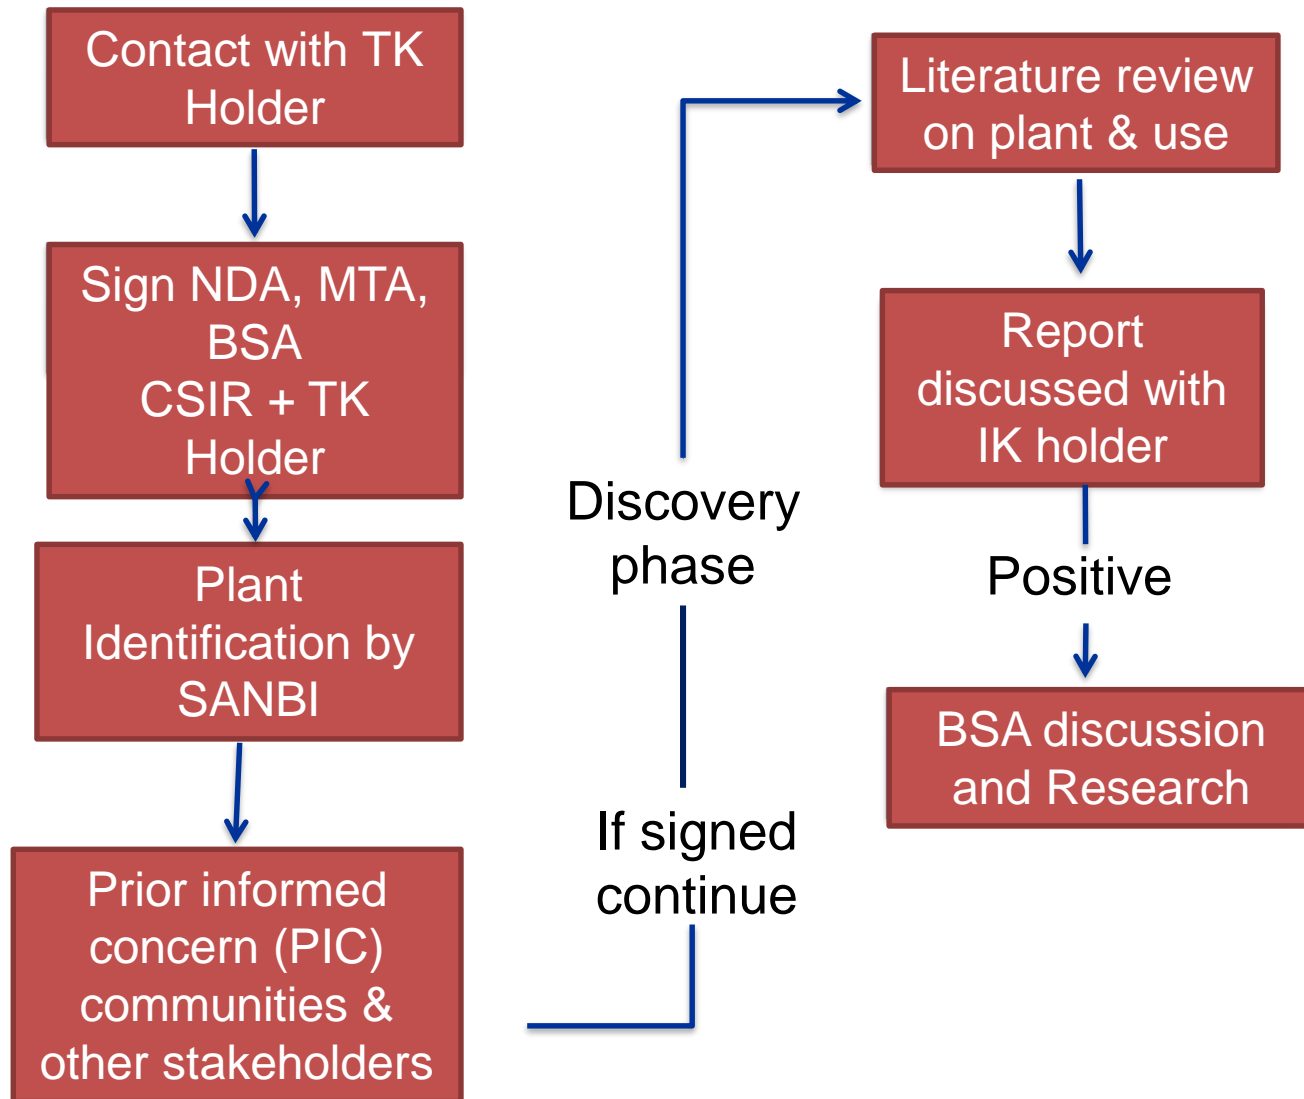 Contact with TK
Holder
Sign NDA, MTA,
BSA
CSIR + TK
Holder
Plant
Identification by
SANBI
Prior informed
concern (PIC)
communities &
other stakeholders
If signed
continue
Discovery
phase
Literature review
on plant & use
Report
discussed with
IK holder
Positive
BSA discussion
and Research